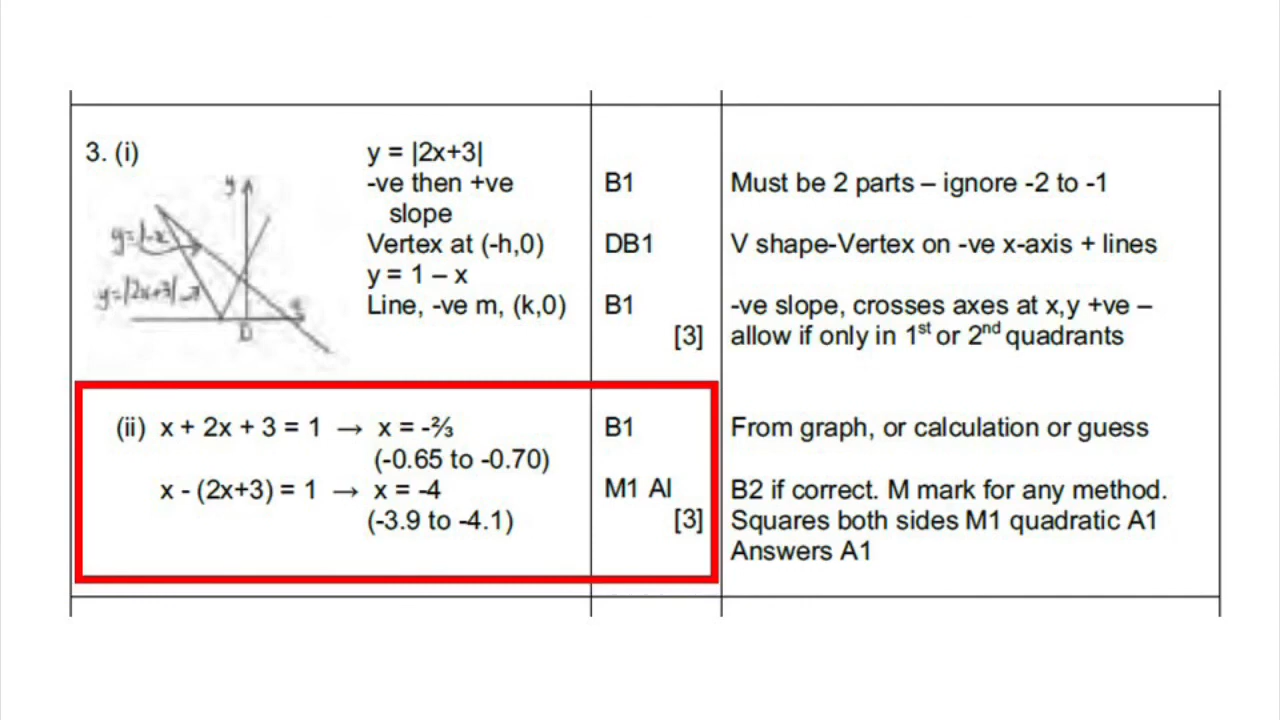 3. (i)
y = |2x+3|
-ve then +ve
slope
B1
Must be 2 parts – ignore -2 to -1
y
y=1-x
y=|2x+3|
O
Vertex at (-h,0)
DB1
V shape-Vertex on -ve x-axis + lines
y = 1 – x
Line, -ve m, (k,0)
B1
[3]
-ve slope, crosses axes at x,y +ve –
allow if only in 1st or 2nd quadrants
(ii) x + 2x + 3 = 1 → x = -⅔
(-0.65 to -0.70)
B1
From graph, or calculation or guess
x - (2x+3) = 1 → x = -4
(-3.9 to -4.1)
M1 AI
[3]
B2 if correct. M mark for any method.
Squares both sides M1 quadratic A1
Answers A1